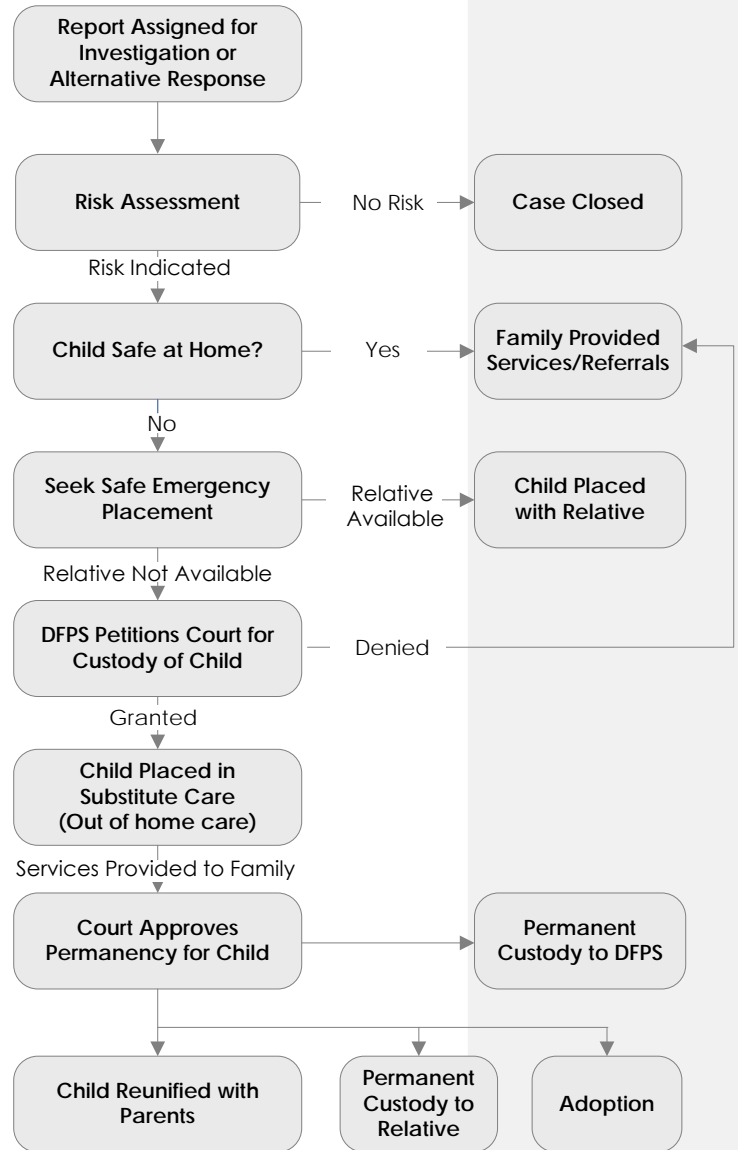 Report Assigned for
Investigation or
Alternative Response
Risk Assessment
No Risk
Case Closed
Risk Indicated
Child Safe at Home?
Yes
Family Provided
Services/Referrals
No
Seek Safe Emergency
Placement
Relative
Available
Child Placed
with Relative
Relative Not Available
DFPS Petitions Court for
Custody of Child
Denied
Granted
Child Placed in
Substitute Care
(Out of home care)
Services Provided to Family
Court Approves
Permanency for Child
Permanent
Custody to DFPS
Child Reunified with
Parents
Permanent
Custody to
Relative
Adoption